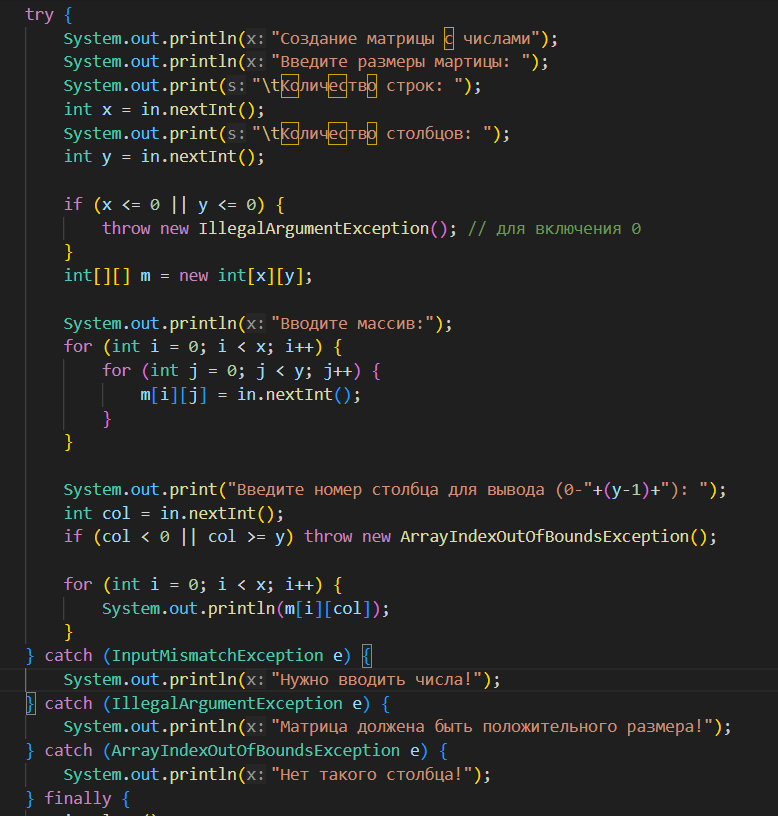 try {
System.out.println(x: "Создание матрицы с числами");
System.out.println(x: "Введите размеры мартицы: ");
System.out.print(s: "\tКоличество строк: ");
int x = in.nextInt();
System.out.print(s: "\tКоличество столбцов: ");
int y = in.nextInt();
if (x <= 0 || y <= 0) {
throw new IllegalArgumentException(); // для включения 0
}
int[][] m = new int[x][y];
System.out.println(x: "Вводите массив:");
for (int i = 0; i < x; i++) {
for (int j = 0; j < y; j++) {
m[i][j] = in.nextInt();
}
}
System.out.print("Введите номер столбца для вывода (0-"+(y-1)+"): ");
int col = in.nextInt();
if (col < 0 || col >= y) throw new ArrayIndexOutOfBoundsException();
for (int i = 0; i < x; i++) {
System.out.println(m[i][col]);
}
} catch (InputMismatchException e) {
System.out.println(x: "Нужно вводить числа!");
} catch (IllegalArgumentException e) {
System.out.println(x: "Матрица должена быть положительного размера!");
} catch (ArrayIndexOutOfBoundsException e) {
System.out.println(x: "Нет такого столбца!");
} finally {